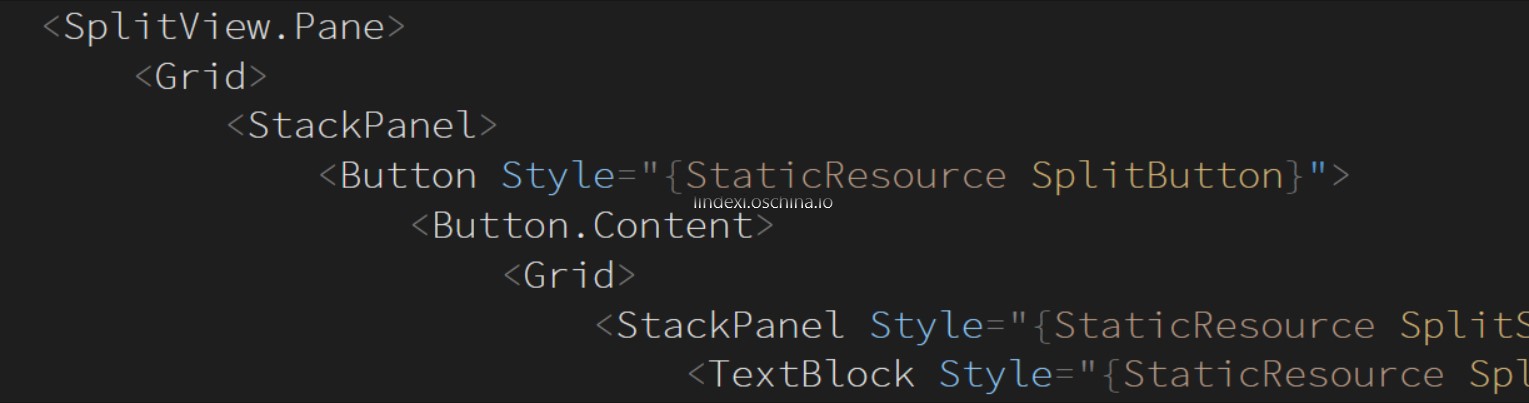 <SplitView.Pane>
<Grid>
<StackPanel>
<Button Style="{StaticResource SplitButton}">
lindexi.oschina.io
<Button.Content>
<Grid>
<StackPanel Style="{StaticResource SplitS
<TextBlock Style="{StaticResource Spl